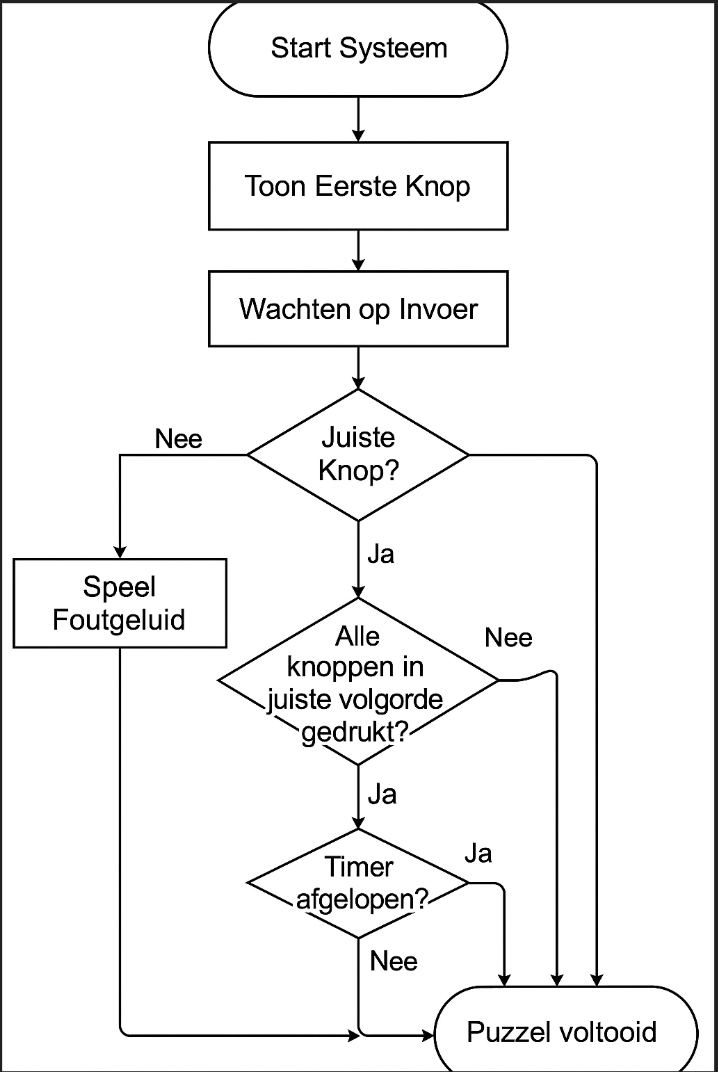 Start Systeem
Toon Eerste Knop
Wachten op Invoer
Nee
Juiste
Knop?
Ja
Speel
Foutgeluid
Alle
knoppen in
juiste volgorde
gedrukt?
Nee
Ja
Timer
afgelopen?
Ja
Nee
Puzzel voltooid